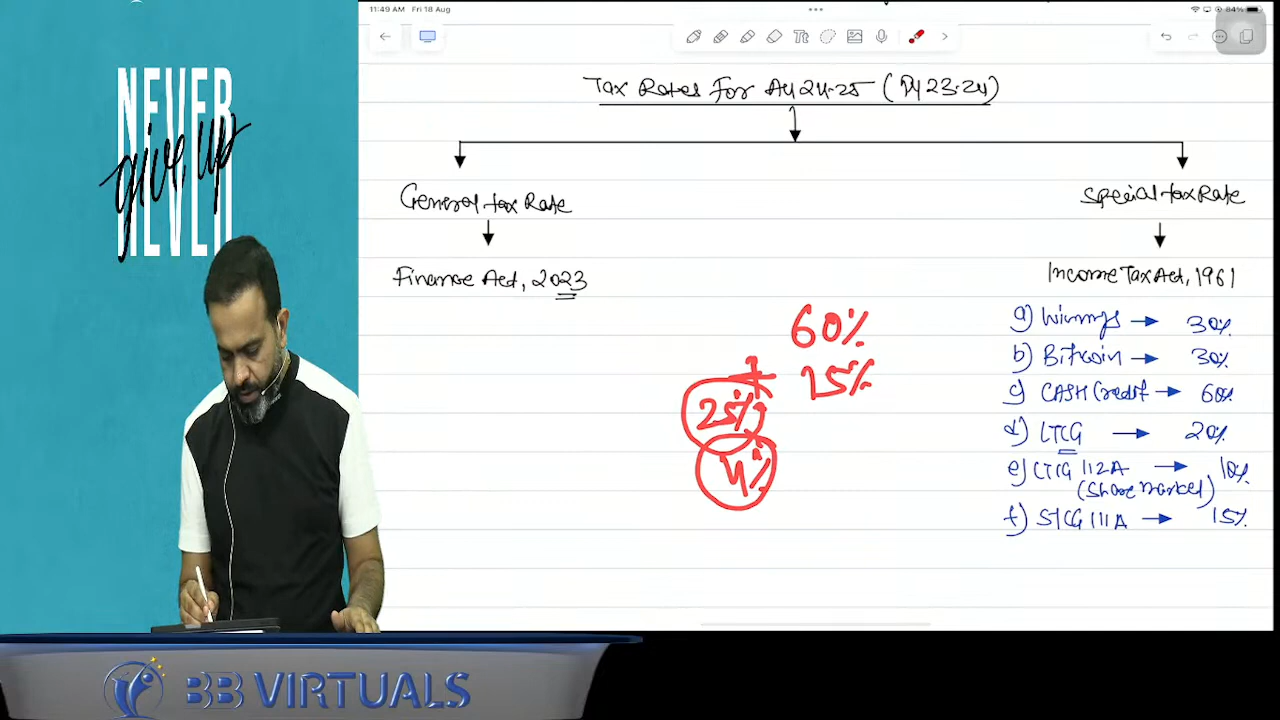 11:49 AM Fri 18 Aug
84%
NEVER
give up
NEVER
Tax Rates For AY 24-25 (PY 23-24)
General tax Rate
Special tax Rate
Finance Act, 2023
Income Tax Act, 1961
a) Winnings → 30%
b) Bitcoin → 30%
c) CASH Credit → 60%
d) LTCG → 20%
e) LTCG 112A → 10%
(Share market)
f) STCG 111A → 15%
60%
+ 25%
25%
4%
BB VIRTUALS